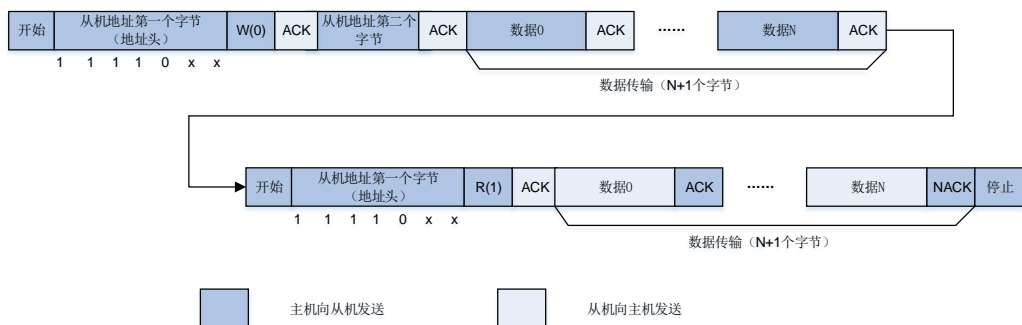 开始 从机地址第一个字节（地址头） W(0) ACK 从机地址第二个字节 ACK 数据0 ACK ...... 数据N ACK
1 1 1 1 0 x x
数据传输（N+1个字节）
开始 从机地址第一个字节（地址头） R(1) ACK 数据0 ACK ...... 数据N NACK 停止
1 1 1 1 0 x x
数据传输（N+1个字节）
主机向从机发送 从机向主机发送